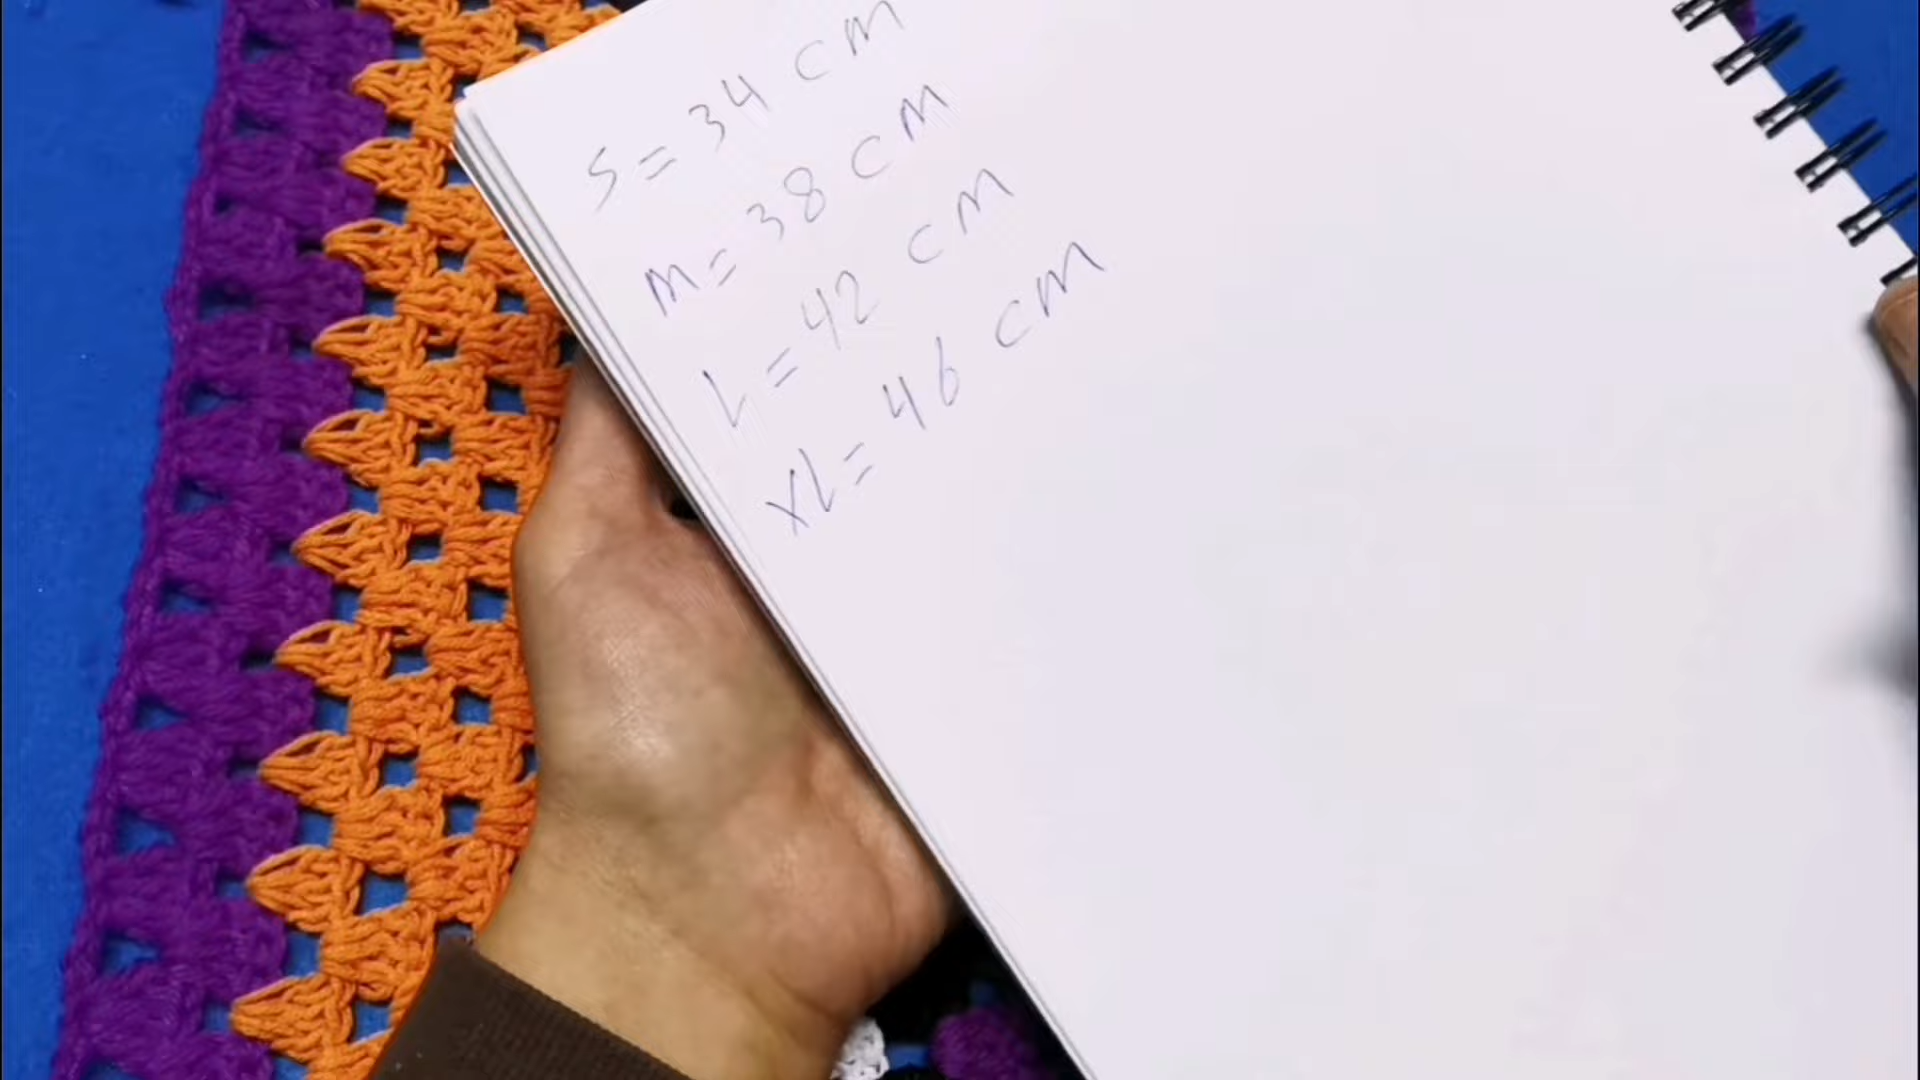 S = 34 cm
M = 38 cm
L = 42 cm
XL = 46 cm